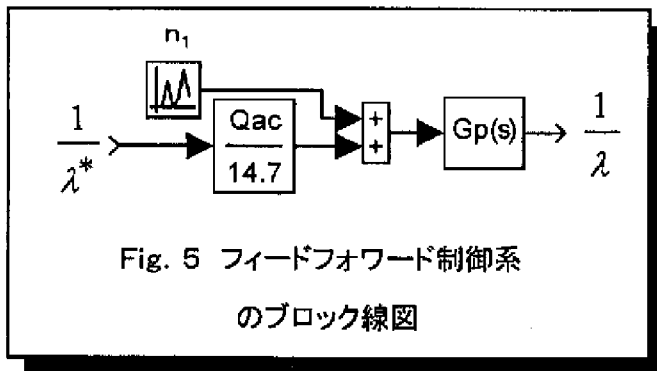 n₁
1
λ*
Qac
14.7
+
+
Gp(s)
1
λ
Fig. 5 フィードフォワード制御系
のブロック線図